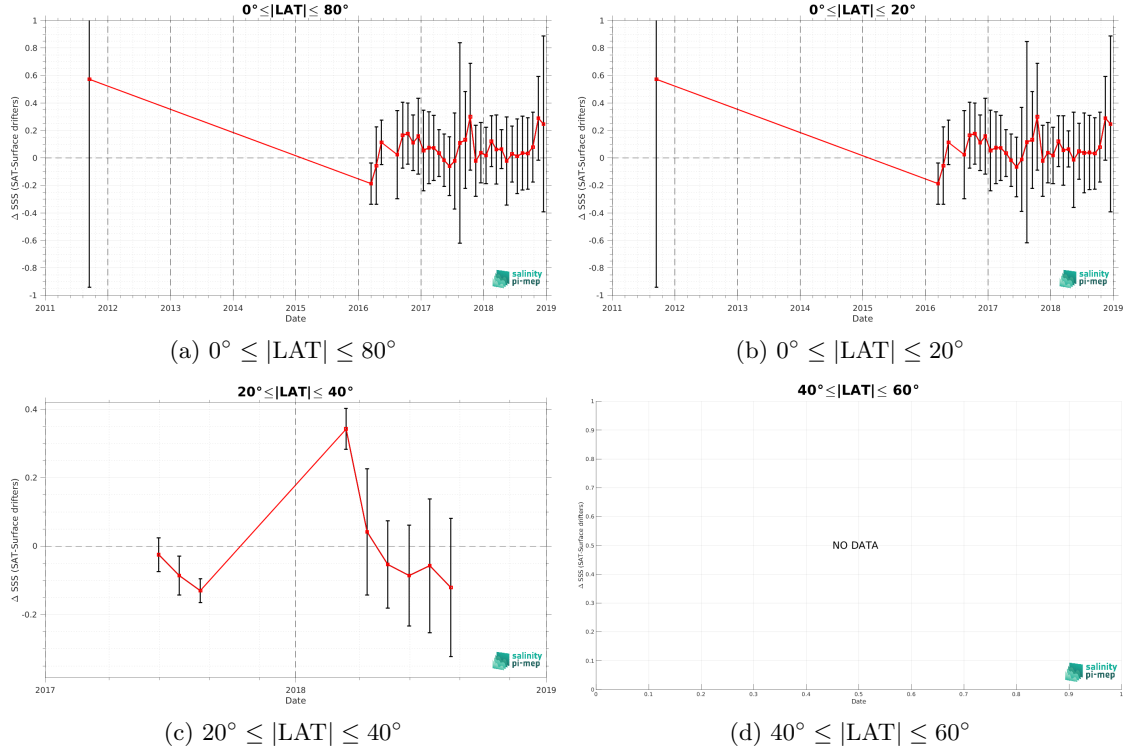 0°≤|LAT|≤ 80°
Δ SSS (SAT-Surface drifters)
1
0.8
0.6
0.4
0.2
0
-0.2
-0.4
-0.6
-0.8
-1
2011 2012 2013 2014 2015 2016 2017 2018 2019
Date
salinity
pi-mep
(a) 0° ≤ |LAT| ≤ 80°
0°≤|LAT|≤ 20°
Δ SSS (SAT-Surface drifters)
1
0.8
0.6
0.4
0.2
0
-0.2
-0.4
-0.6
-0.8
-1
2011 2012 2013 2014 2015 2016 2017 2018 2019
Date
salinity
pi-mep
(b) 0° ≤ |LAT| ≤ 20°
20°≤|LAT|≤ 40°
Δ SSS (SAT-Surface drifters)
0.4
0.2
0
-0.2
2017 2018 2019
Date
salinity
pi-mep
(c) 20° ≤ |LAT| ≤ 40°
40°≤|LAT|≤ 60°
Δ SSS (SAT-Surface drifters)
1
0.9
0.8
0.7
0.6
0.5
0.4
0.3
0.2
0.1
0
NO DATA
0 0.1 0.2 0.3 0.4 0.5 0.6 0.7 0.8 0.9 1
Date
salinity
pi-mep
(d) 40° ≤ |LAT| ≤ 60°